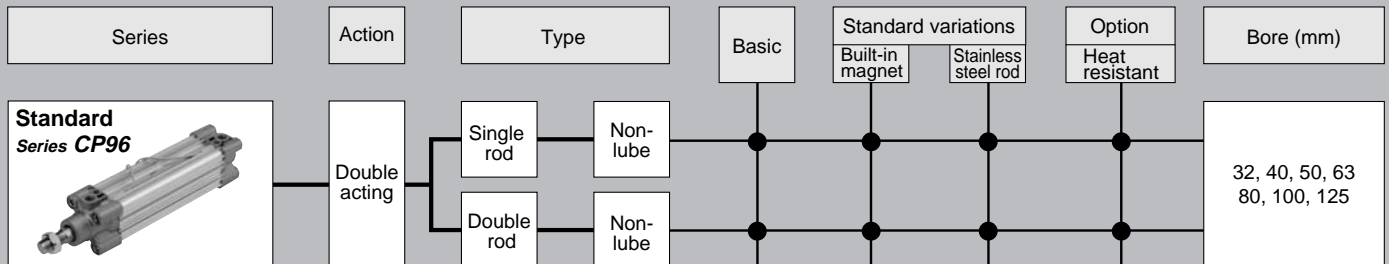 Series
Action
Type
Basic
Standard variations
Built-in
magnet
Stainless
steel rod
Option
Heat
resistant
Bore (mm)
Standard
Series CP96
Double
acting
Single
rod
Non-
lube
Double
rod
Non-
lube
32, 40, 50, 63
80, 100, 125